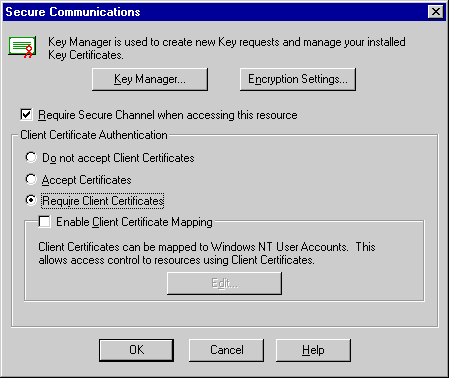 Secure Communications
Key Manager is used to create new Key requests and manage your installed
Key Certificates.
Key Manager...
Encryption Settings...
Require Secure Channel when accessing this resource
Client Certificate Authentication
Do not accept Client Certificates
Accept Certificates
Require Client Certificates
Enable Client Certificate Mapping
Client Certificates can be mapped to Windows NT User Accounts. This
allows access control to resources using Client Certificates.
Edit...
OK
Cancel
Help